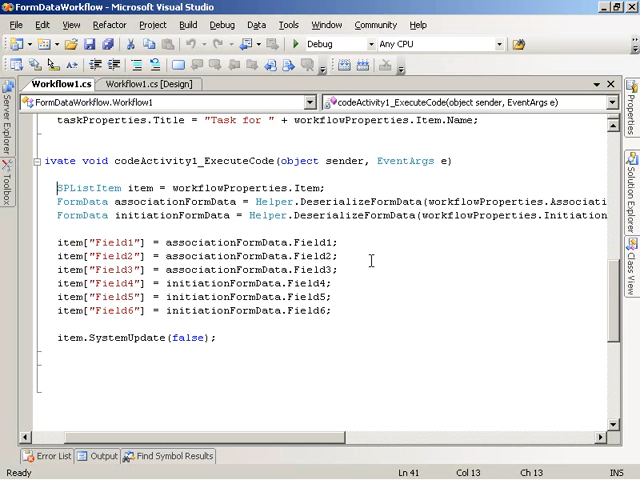 FormDataWorkflow - Microsoft Visual Studio
File Edit View Refactor Project Build Debug Data Tools Window Community Help
Debug Any CPU
Workflow1.cs Workflow1.cs [Design]
FormDataWorkflow.Workflow1 codeActivity1_ExecuteCode(object sender, EventArgs e)
taskProperties.Title = "Task for " + workflowProperties.Item.Name;
ivate void codeActivity1_ExecuteCode(object sender, EventArgs e)
SPListItem item = workflowProperties.Item;
FormData associationFormData = Helper.DeserializeFormData(workflowProperties.Associati
FormData initiationFormData = Helper.DeserializeFormData(workflowProperties.Initiation
item["Field1"] = associationFormData.Field1;
item["Field2"] = associationFormData.Field2;
item["Field3"] = associationFormData.Field3;
item["Field4"] = initiationFormData.Field4;
item["Field5"] = initiationFormData.Field5;
item["Field6"] = initiationFormData.Field6;
item.SystemUpdate(false);
Server Explorer
Toolbox
Properties
Solution Explorer
Class View
Error List Output Find Symbol Results
Ready Ln 41 Col 13 Ch 13 INS